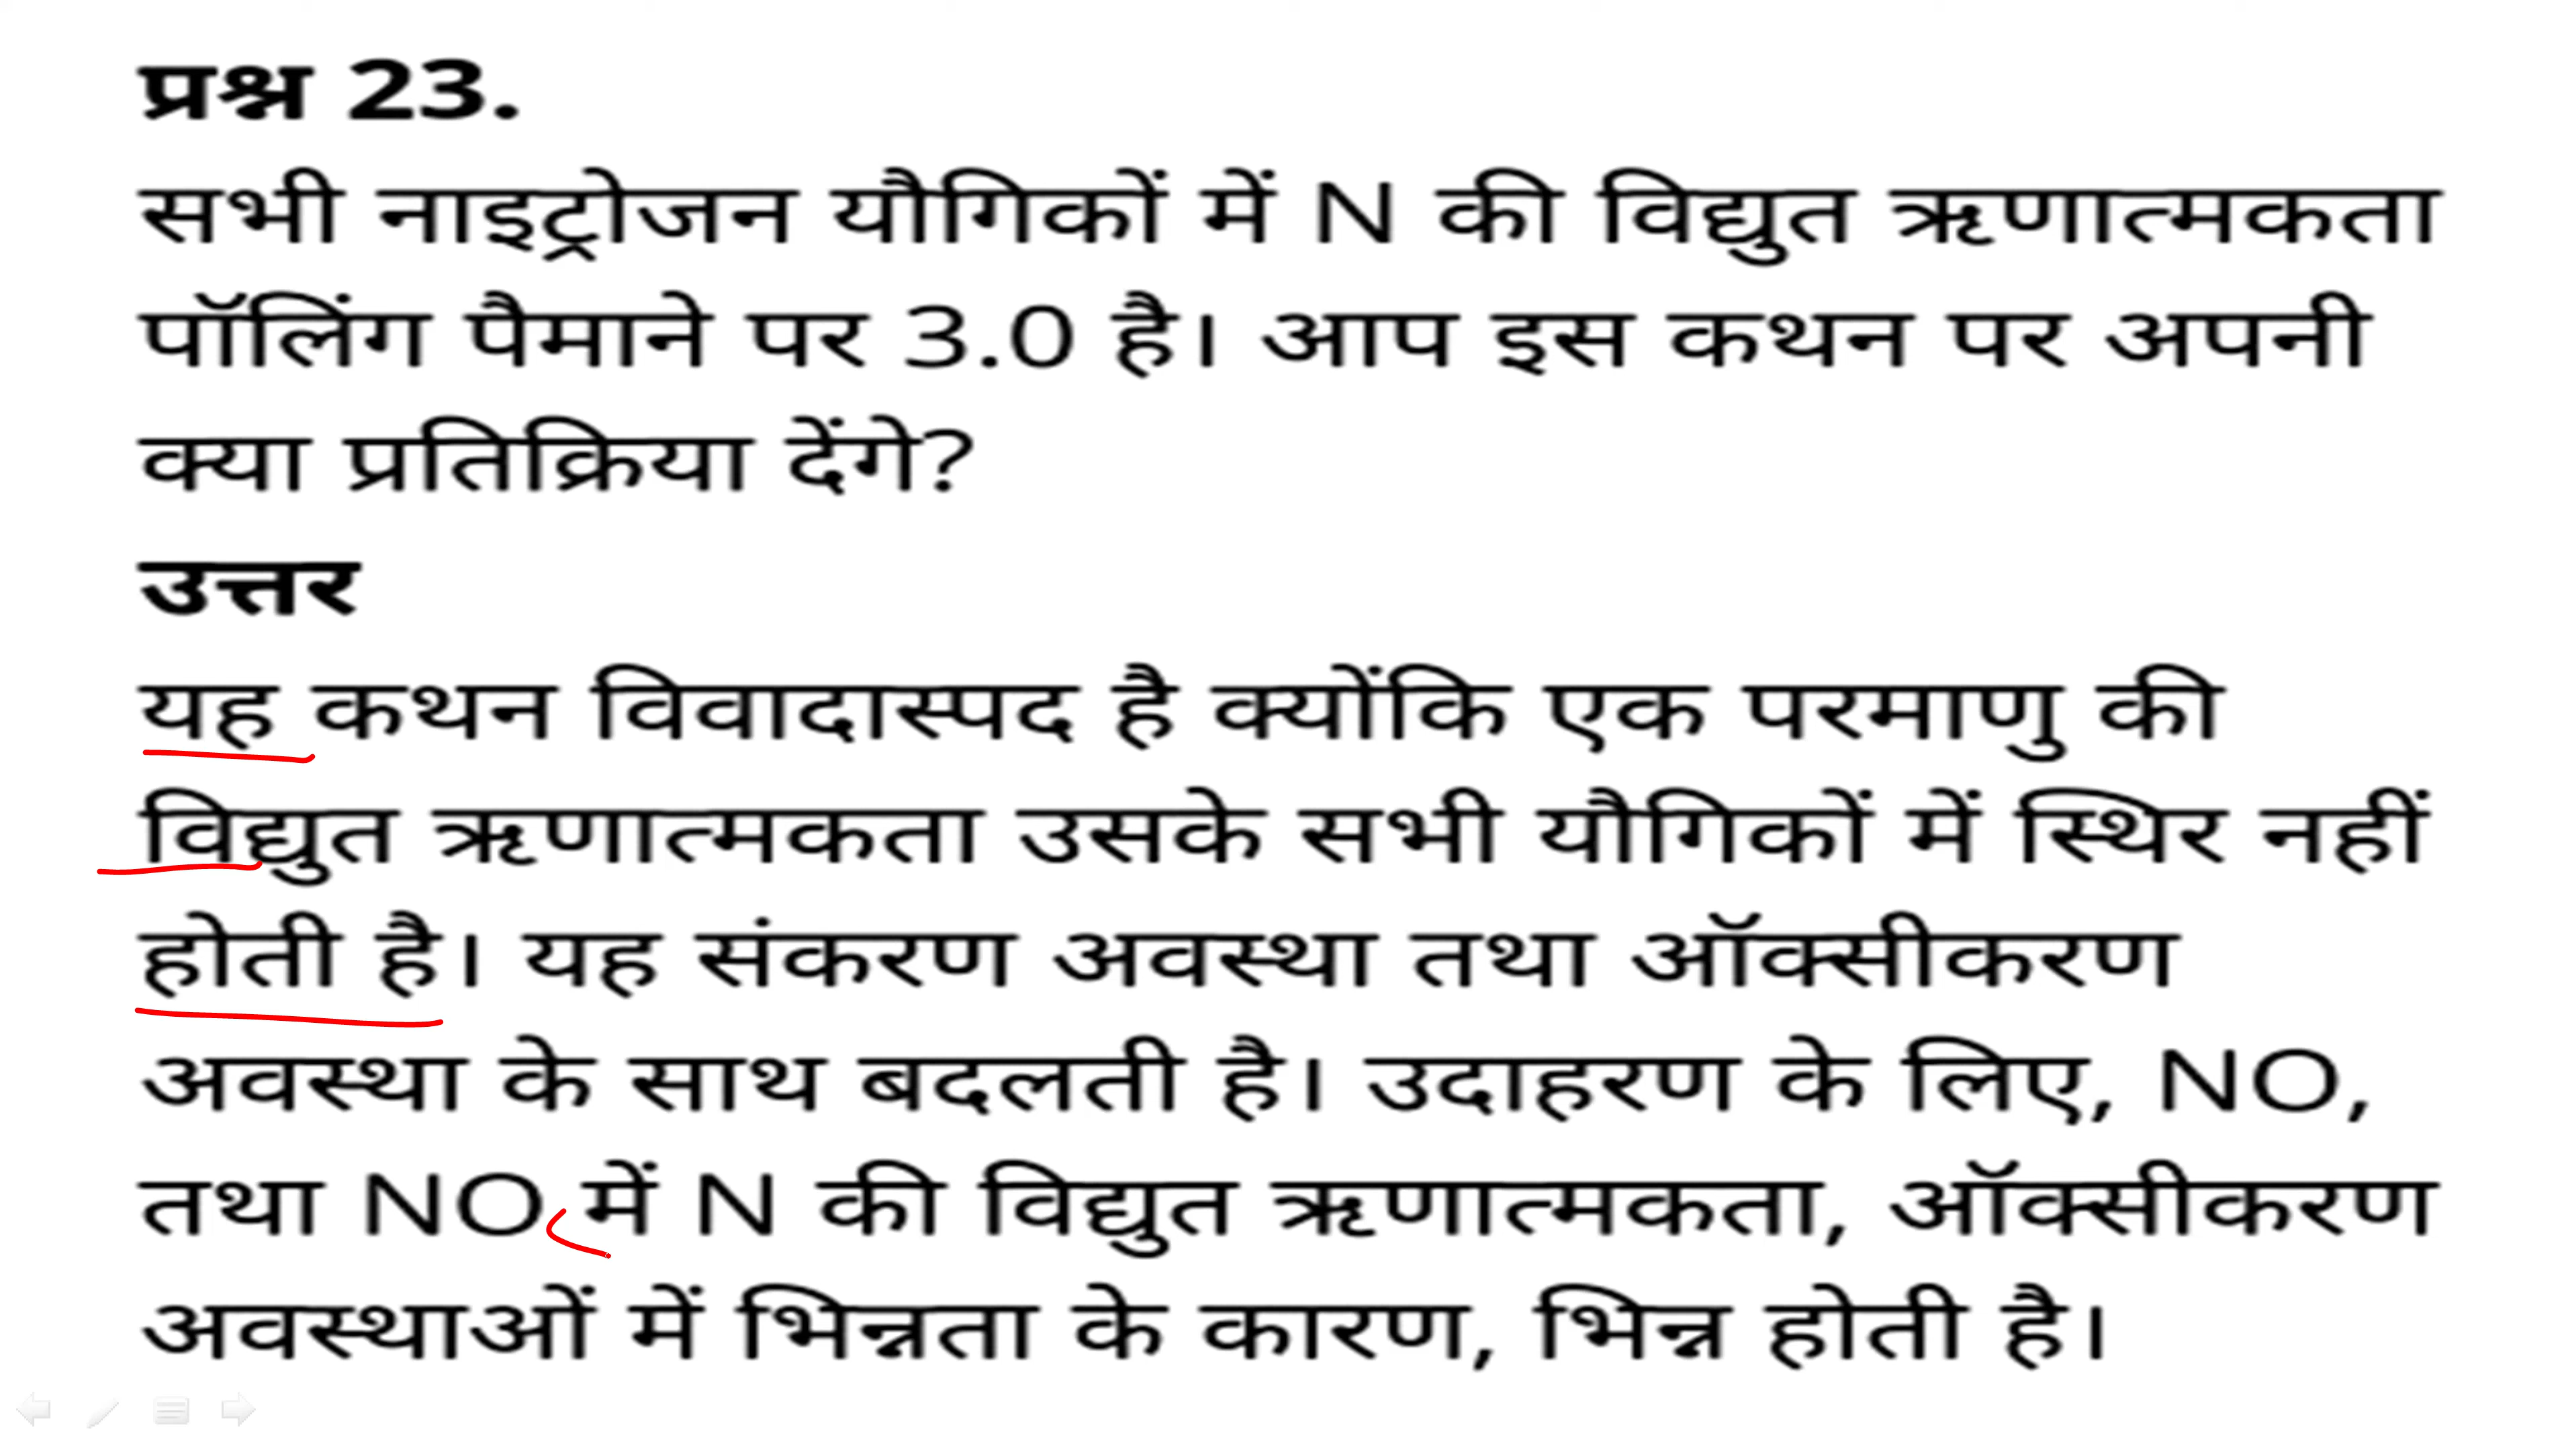 प्रश्न 23.
सभी नाइट्रोजन यौगिकों में N की विद्युत ऋणात्मकता
पॉलिंग पैमाने पर 3.0 है। आप इस कथन पर अपनी
क्या प्रतिक्रिया देंगे?
उत्तर
यह कथन विवादास्पद है क्योंकि एक परमाणु की
विद्युत ऋणात्मकता उसके सभी यौगिकों में स्थिर नहीं
होती है। यह संकरण अवस्था तथा ऑक्सीकरण
अवस्था के साथ बदलती है। उदाहरण के लिए, NO,
तथा NO में N की विद्युत ऋणात्मकता, ऑक्सीकरण
अवस्थाओं में भिन्नता के कारण, भिन्न होती है।